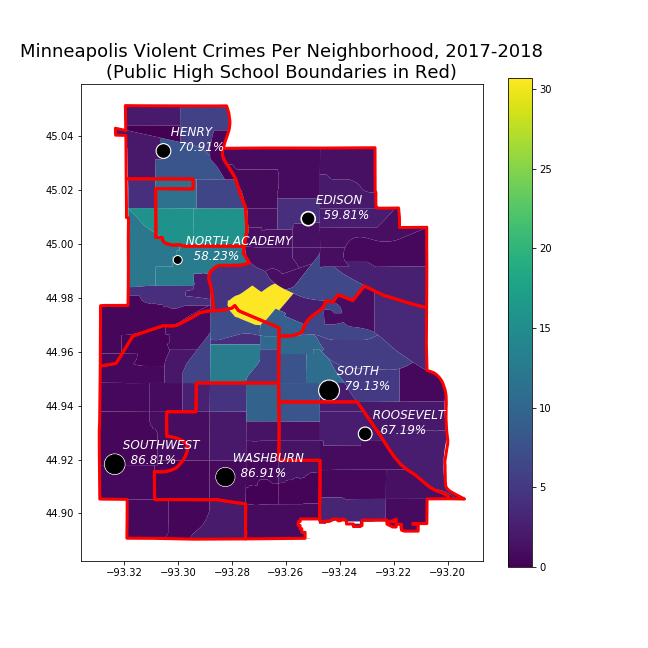 Minneapolis Violent Crimes Per Neighborhood, 2017-2018
(Public High School Boundaries in Red)
45.04
45.02
45.00
44.98
44.96
44.94
44.92
44.90
HENRY
70.91%
EDISON
59.81%
NORTH ACADEMY
58.23%
SOUTH
79.13%
ROOSEVELT
67.19%
SOUTHWEST
86.81%
WASHBURN
86.91%
−93.32 −93.30 −93.28 −93.26 −93.24 −93.22 −93.20
30
25
20
15
10
5
0